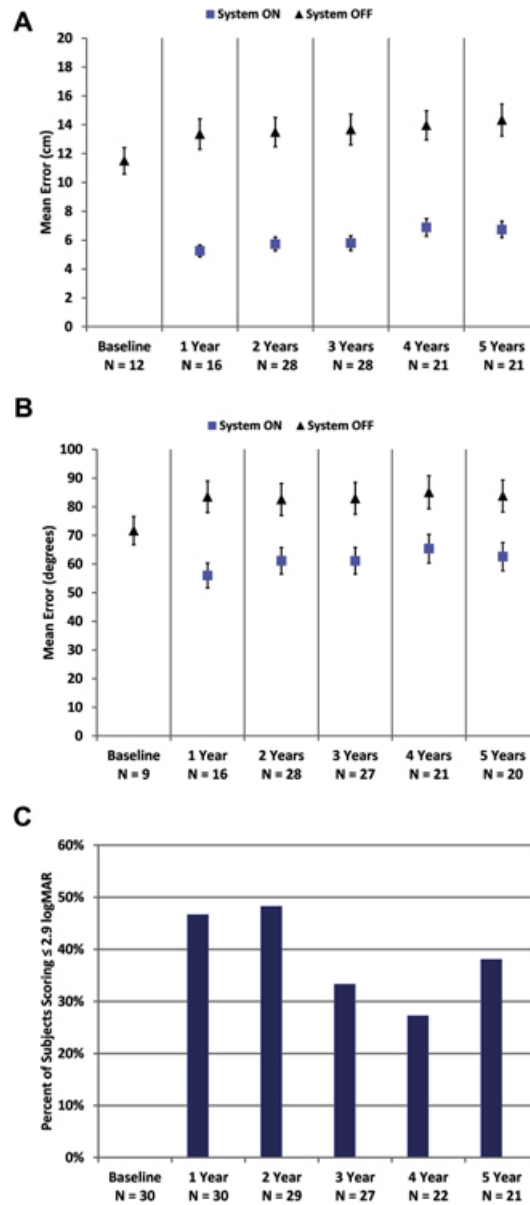 A
System ON System OFF
20
18
16
14
12
10
8
6
4
2
0
Mean Error (cm)
Baseline 1 Year 2 Years 3 Years 4 Years 5 Years
N = 12 N = 16 N = 28 N = 28 N = 21 N = 21
B
System ON System OFF
100
90
80
70
60
50
40
30
20
10
0
Mean Error (degrees)
Baseline 1 Year 2 Years 3 Years 4 Years 5 Years
N = 9 N = 16 N = 28 N = 27 N = 21 N = 20
C
60%
50%
40%
30%
20%
10%
0%
Percent of Subjects Scoring ≤ 2.9 logMAR
Baseline 1 Year 2 Year 3 Year 4 Year 5 Year
N = 30 N = 30 N = 29 N = 27 N = 22 N = 21